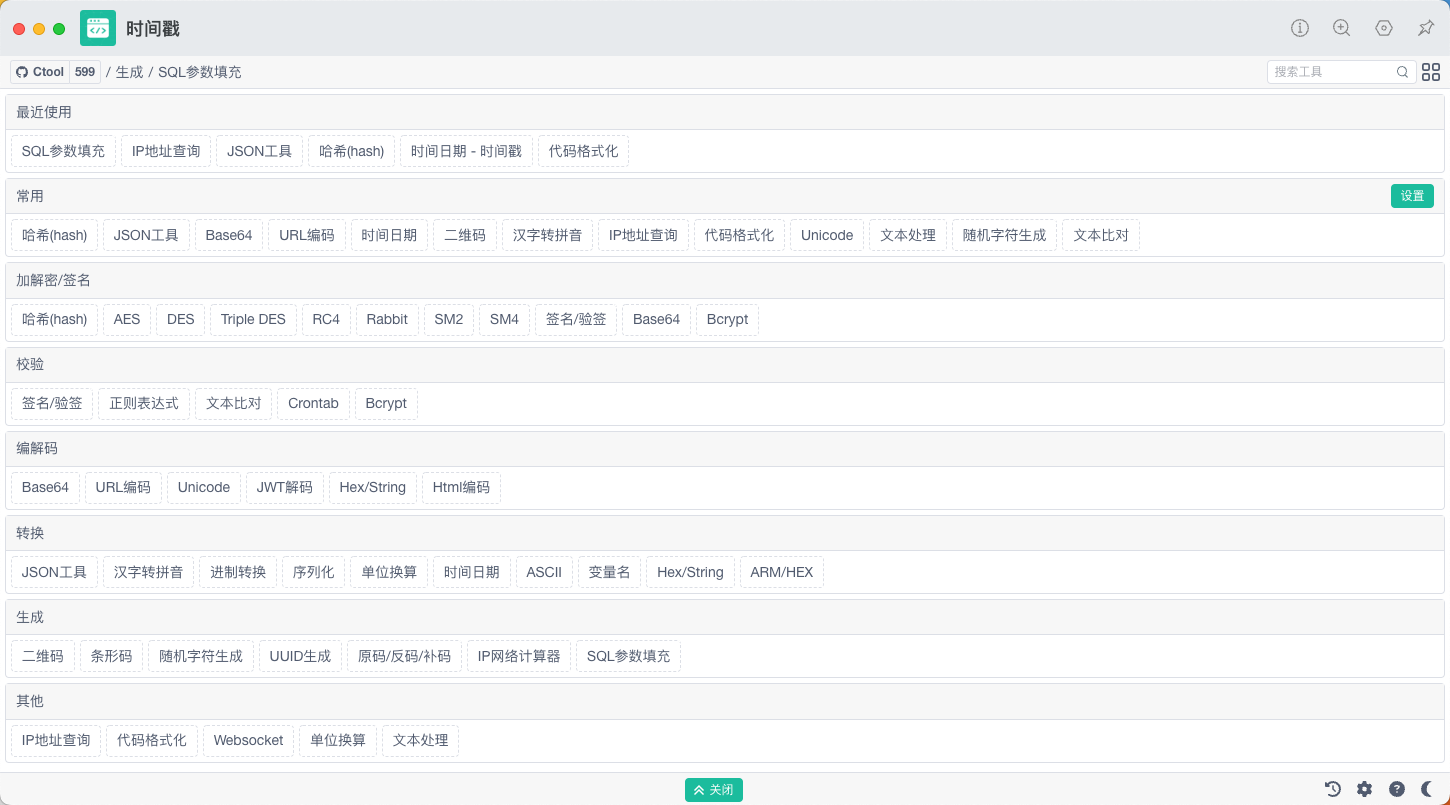 时间戳
Ctool 599 / 生成 / SQL参数填充 搜索工具
最近使用
SQL参数填充 IP地址查询 JSON工具 哈希(hash) 时间日期 - 时间戳 代码格式化
常用 设置
哈希(hash) JSON工具 Base64 URL编码 时间日期 二维码 汉字转拼音 IP地址查询 代码格式化 Unicode 文本处理 随机字符生成 文本比对
加解密/签名
哈希(hash) AES DES Triple DES RC4 Rabbit SM2 SM4 签名/验签 Base64 Bcrypt
校验
签名/验签 正则表达式 文本比对 Crontab Bcrypt
编解码
Base64 URL编码 Unicode JWT解码 Hex/String Html编码
转换
JSON工具 汉字转拼音 进制转换 序列化 单位换算 时间日期 ASCII 变量名 Hex/String ARM/HEX
生成
二维码 条形码 随机字符生成 UUID生成 原码/反码/补码 IP网络计算器 SQL参数填充
其他
IP地址查询 代码格式化 Websocket 单位换算 文本处理
关闭